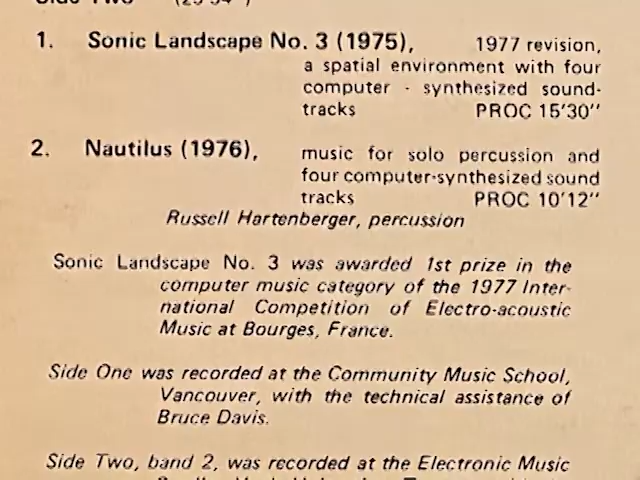 Side Two
1. Sonic Landscape No. 3 (1975), 1977 revision,
a spatial environment with four
computer - synthesized sound-
tracks PROC 15'30"
2. Nautilus (1976), music for solo percussion and
four computer-synthesized sound
tracks PROC 10'12"
Russell Hartenberger, percussion
Sonic Landscape No. 3 was awarded 1st prize in the
computer music category of the 1977 Inter-
national Competition of Electro-acoustic
Music at Bourges, France.
Side One was recorded at the Community Music School,
Vancouver, with the technical assistance of
Bruce Davis.
Side Two, band 2, was recorded at the Electronic Music